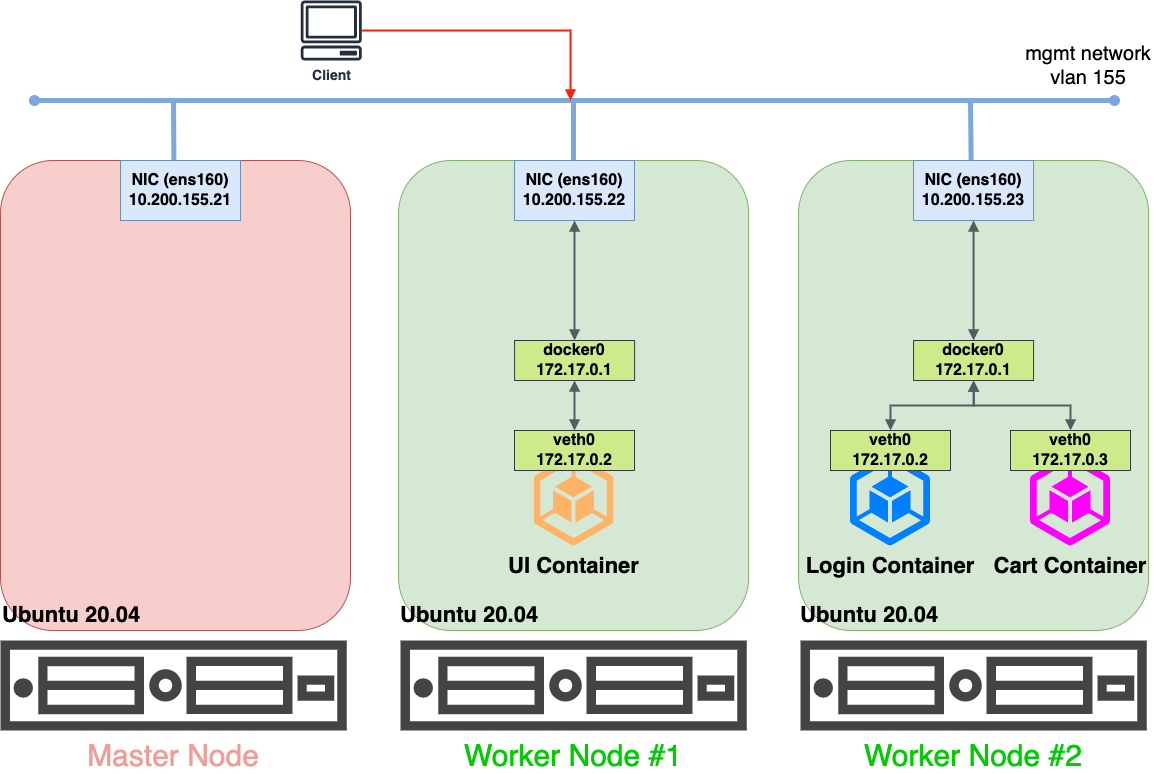 Client
mgmt network
vlan 155
NIC (ens160)
10.200.155.21
NIC (ens160)
10.200.155.22
NIC (ens160)
10.200.155.23
docker0
172.17.0.1
docker0
172.17.0.1
veth0
172.17.0.2
veth0
172.17.0.2
veth0
172.17.0.3
UI Container
Login Container
Cart Container
Ubuntu 20.04
Ubuntu 20.04
Ubuntu 20.04
Master Node
Worker Node #1
Worker Node #2